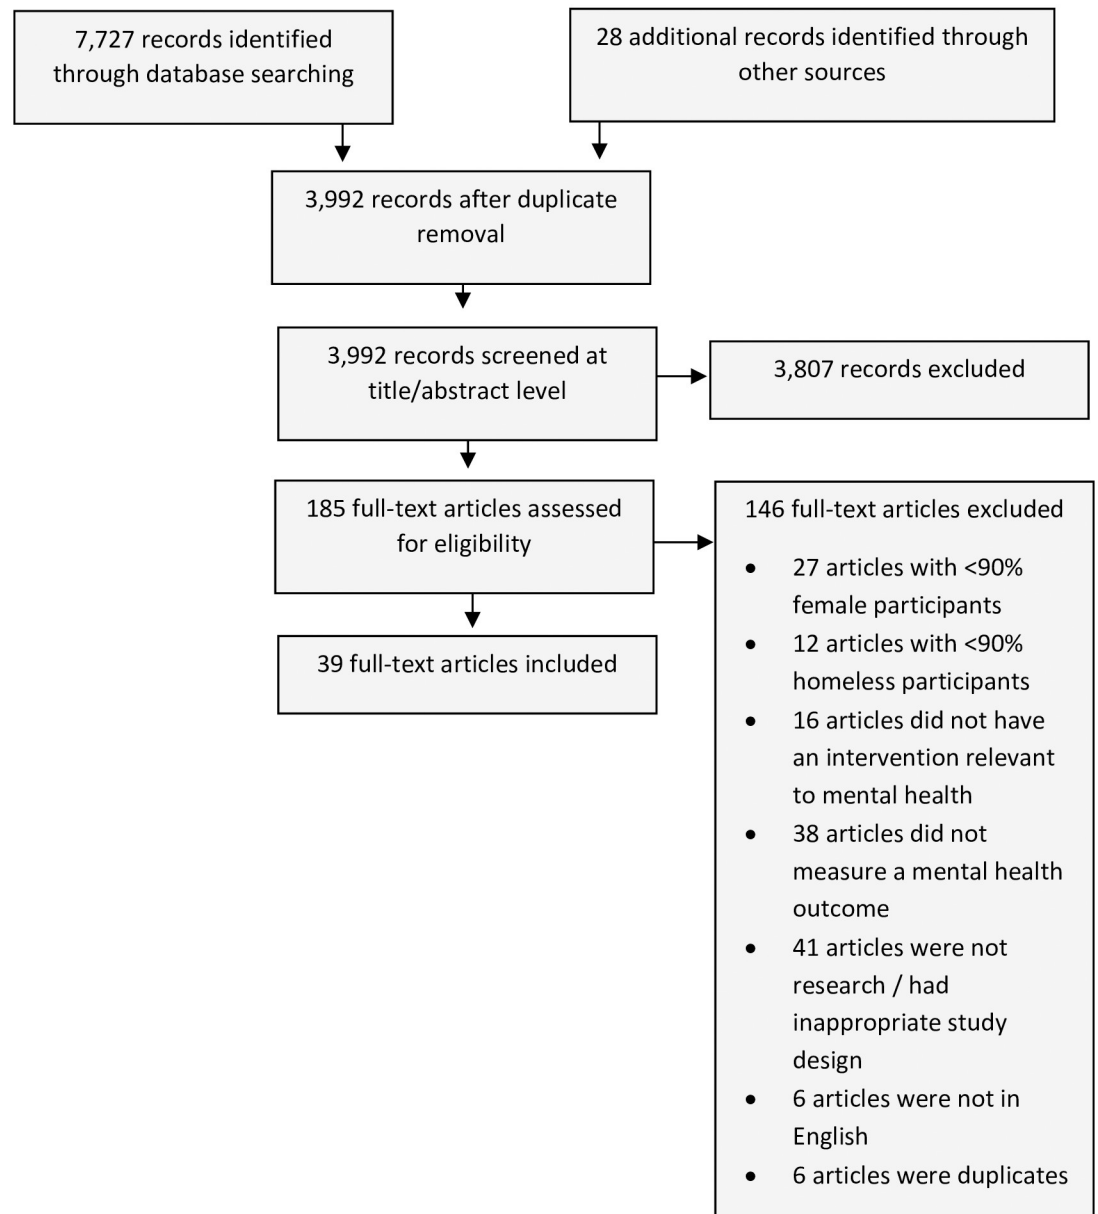 7,727 records identified
through database searching
28 additional records identified through
other sources
3,992 records after duplicate
removal
3,992 records screened at
title/abstract level
3,807 records excluded
185 full-text articles assessed
for eligibility
146 full-text articles excluded
• 27 articles with <90%
female participants
• 12 articles with <90%
homeless participants
• 16 articles did not have
an intervention relevant
to mental health
• 38 articles did not
measure a mental health
outcome
• 41 articles were not
research / had
inappropriate study
design
• 6 articles were not in
English
• 6 articles were duplicates
39 full-text articles included